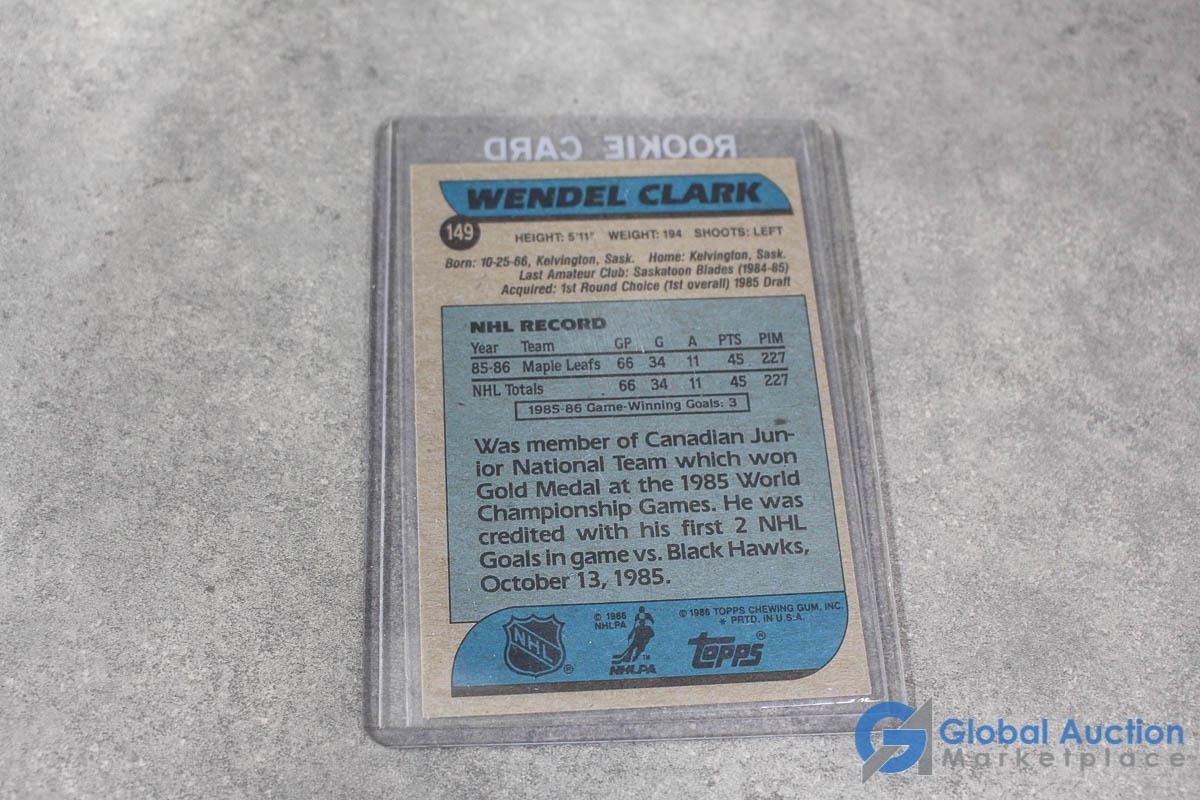 ROOKIE CARD
WENDEL CLARK
149
HEIGHT: 5'11" WEIGHT: 194 SHOOTS: LEFT
Born: 10-25-66, Kelvington, Sask. Home: Kelvington, Sask.
Last Amateur Club: Saskatoon Blades (1984-85)
Acquired: 1st Round Choice (1st overall) 1985 Draft
NHL RECORD
Year Team GP G A PTS PIM
85-86 Maple Leafs 66 34 11 45 227
NHL Totals 66 34 11 45 227
1985-86 Game-Winning Goals: 3
Was member of Canadian Jun-
ior National Team which won
Gold Medal at the 1985 World
Championship Games. He was
credited with his first 2 NHL
Goals in game vs. Black Hawks,
October 13, 1985.
NHL ®
© 1986
NHLPA
TM
NHLPA
© 1986 TOPPS CHEWING GUM, INC.
* PRTD. IN U.S.A.
topps ®
Global Auction
Marketplace